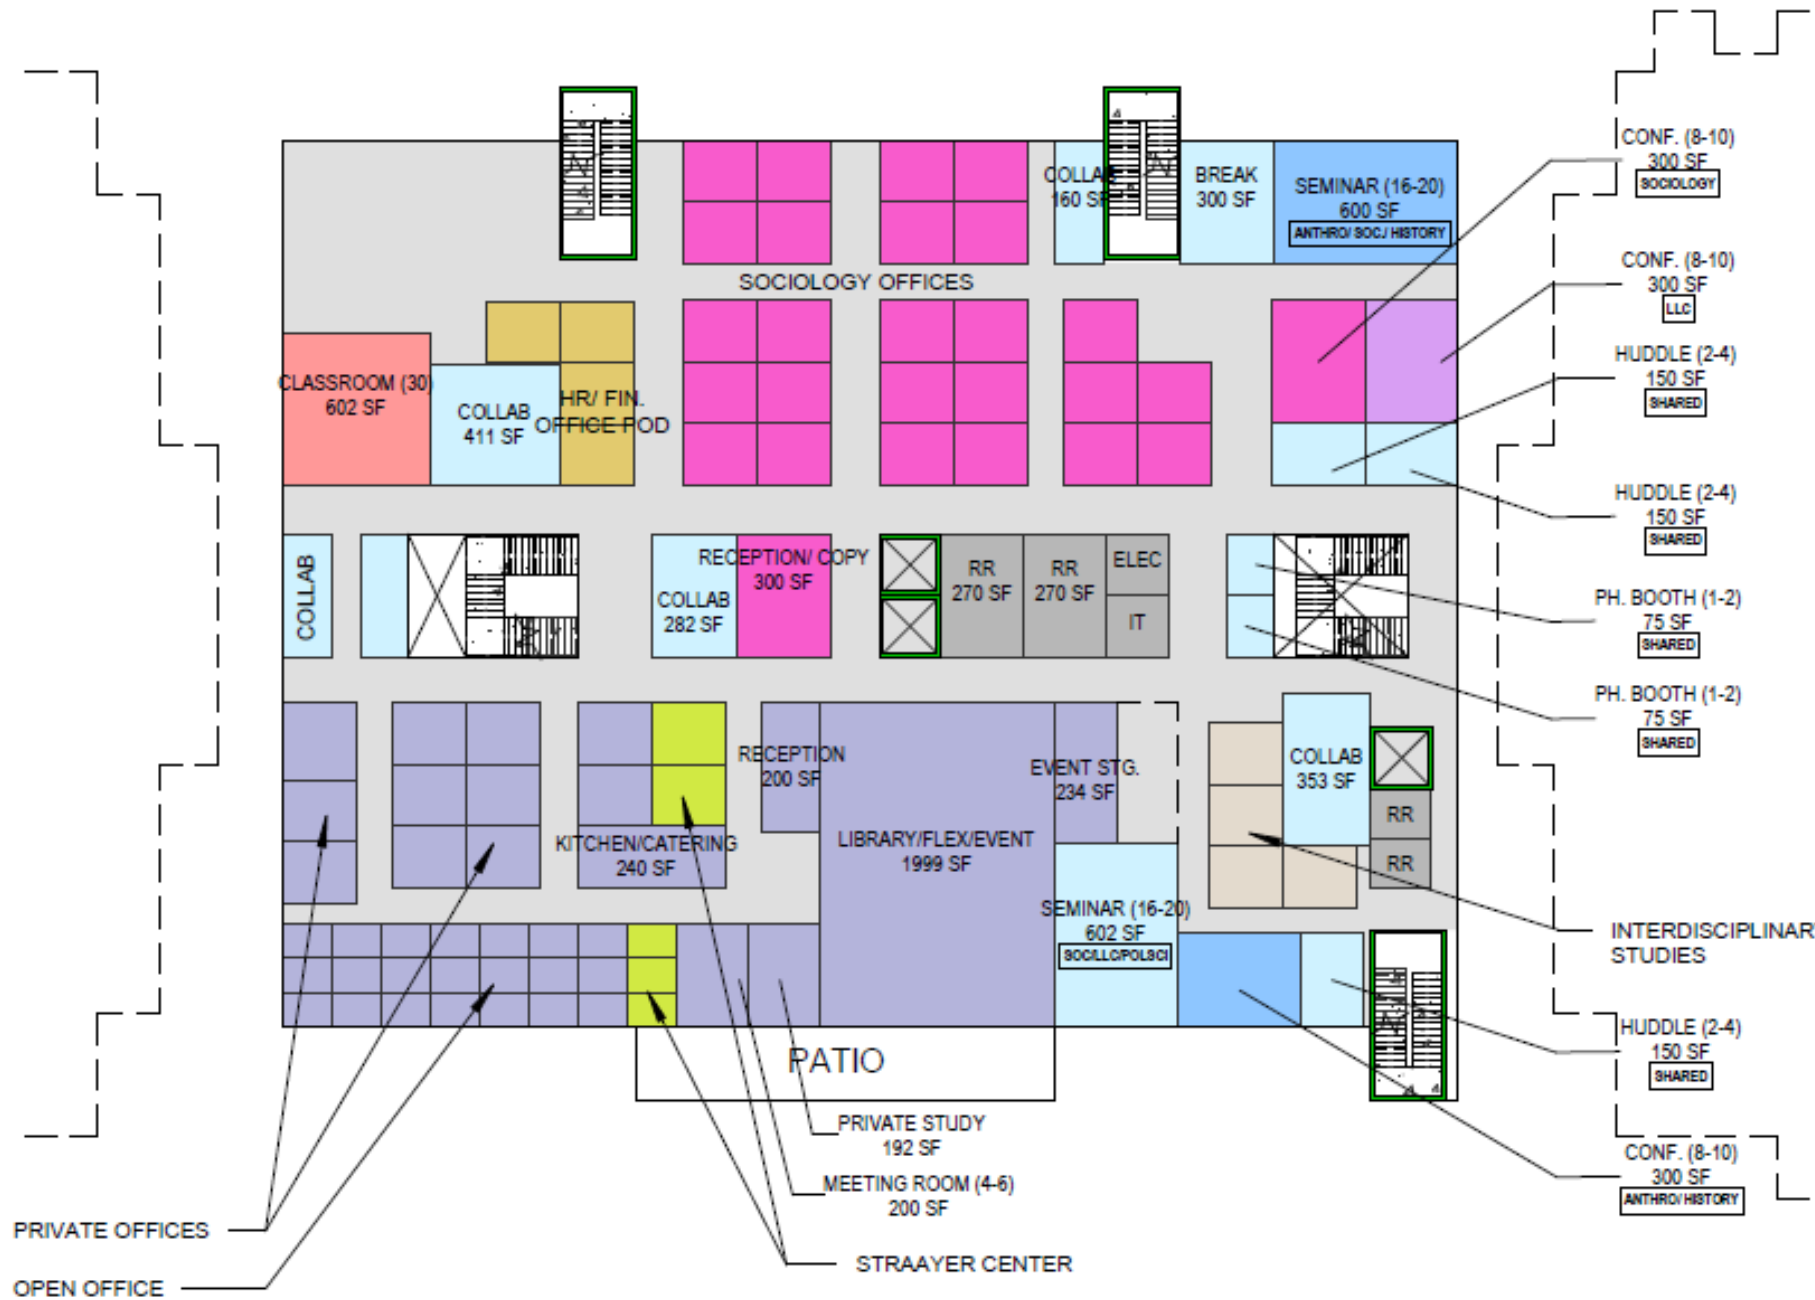 COLLAB
160 SF
BREAK
300 SF
SEMINAR (16-20)
600 SF
ANTHRO/ SOC./ HISTORY
SOCIOLOGY OFFICES
CLASSROOM (30)
602 SF
COLLAB
411 SF
HR/ FIN.
OFFICE POD
COLLAB
COLLAB
282 SF
RECEPTION/ COPY
300 SF
RR
270 SF
RR
270 SF
ELEC
IT
RECEPTION
200 SF
KITCHEN/CATERING
240 SF
LIBRARY/FLEX/EVENT
1999 SF
EVENT STG.
234 SF
SEMINAR (16-20)
602 SF
SOC/LLC/POLSCI
COLLAB
353 SF
RR
RR
PATIO
CONF. (8-10)
300 SF
SOCIOLOGY
CONF. (8-10)
300 SF
LLC
HUDDLE (2-4)
150 SF
SHARED
HUDDLE (2-4)
150 SF
SHARED
PH. BOOTH (1-2)
75 SF
SHARED
PH. BOOTH (1-2)
75 SF
SHARED
INTERDISCIPLINAR
STUDIES
HUDDLE (2-4)
150 SF
SHARED
CONF. (8-10)
300 SF
ANTHRO/ HISTORY
PRIVATE STUDY
192 SF
MEETING ROOM (4-6)
200 SF
STRAAYER CENTER
PRIVATE OFFICES
OPEN OFFICE